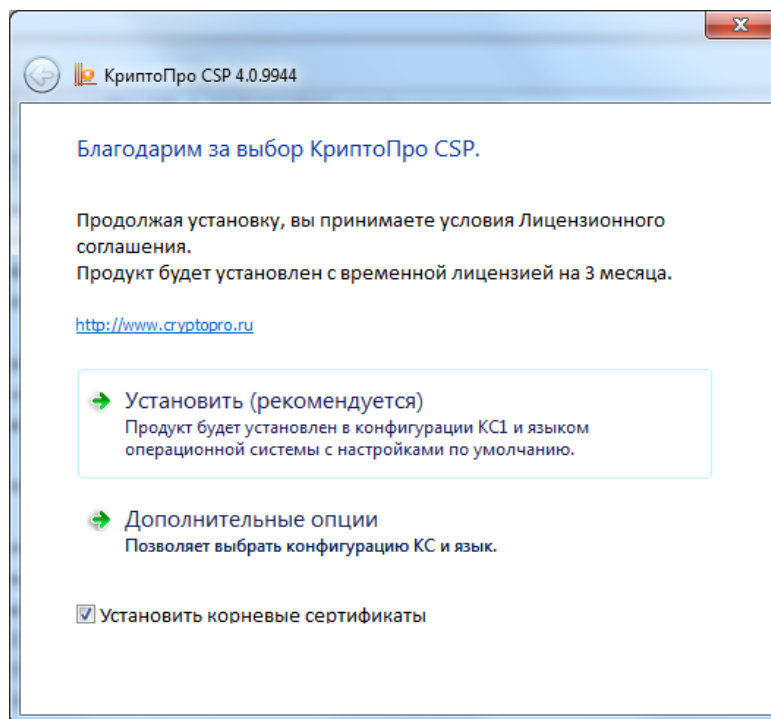 КриптоПро CSP 4.0.9944
Благодарим за выбор КриптоПро CSP.
Продолжая установку, вы принимаете условия Лицензионного
соглашения.
Продукт будет установлен с временной лицензией на 3 месяца.
http://www.cryptopro.ru
Установить (рекомендуется)
Продукт будет установлен в конфигурации КС1 и языком
операционной системы с настройками по умолчанию.
Дополнительные опции
Позволяет выбрать конфигурацию КС и язык.
Установить корневые сертификаты